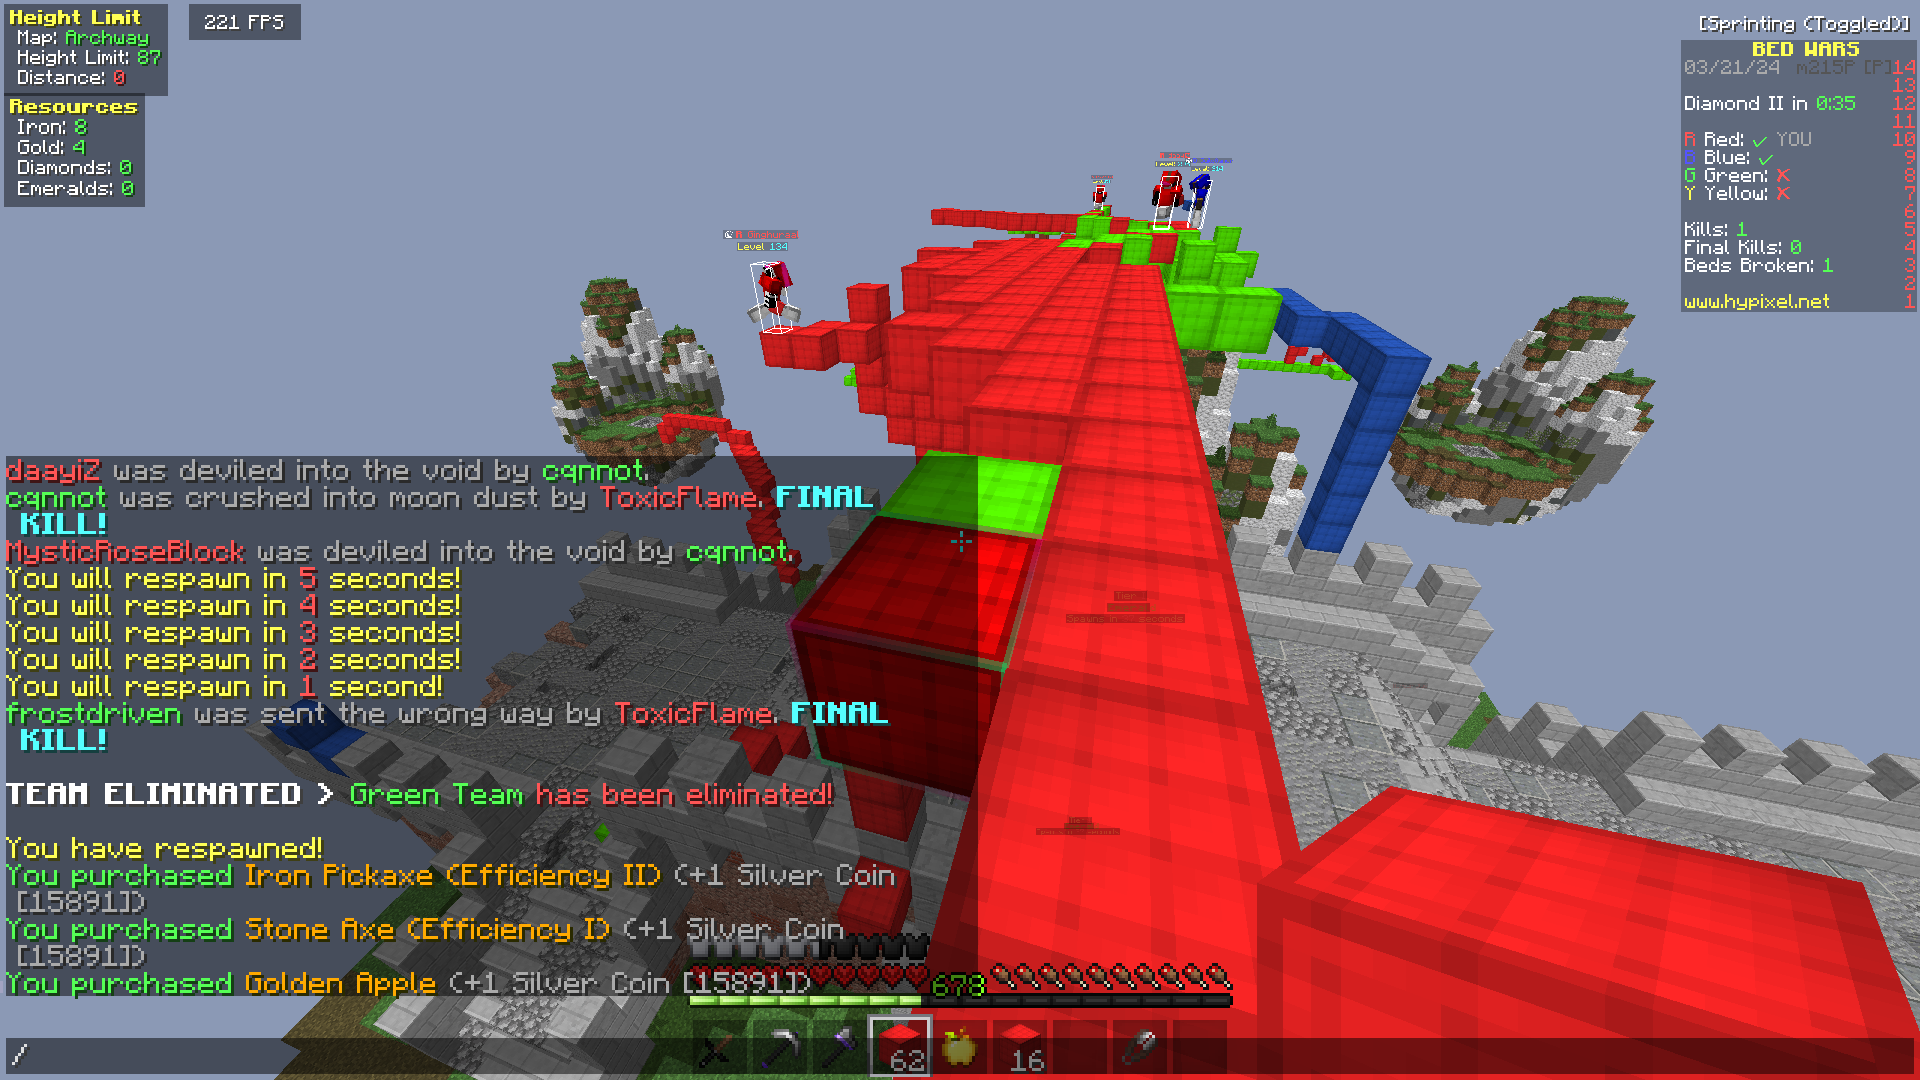 Height Limit
Map: Archway
Height Limit: 87
Distance: 0
Resources
Iron: 8
Gold: 4
Diamonds: 0
Emeralds: 0
221 FPS
[Sprinting (Toggled)]
BED WARS
03/21/24 m215P [P] 14
13
Diamond II in 0:35 12
11
R Red: ✓ YOU 10
B Blue: ✓ 9
G Green: ✗ 8
Y Yellow: ✗ 7
6
Kills: 1 5
Final Kills: 0 4
Beds Broken: 1 3
2
www.hypixel.net 1
Level 134
daayiZ was deviled into the void by cqnnot.
cqnnot was crushed into moon dust by ToxicFlame. FINAL
KILL!
MysticRoseBlock was deviled into the void by cqnnot.
You will respawn in 5 seconds!
You will respawn in 4 seconds!
You will respawn in 3 seconds!
You will respawn in 2 seconds!
You will respawn in 1 second!
frostdriven was sent the wrong way by ToxicFlame. FINAL
KILL!
TEAM ELIMINATED > Green Team has been eliminated!
You have respawned!
You purchased Iron Pickaxe (Efficiency II) (+1 Silver Coin
[15891])
You purchased Stone Axe (Efficiency I) (+1 Silver Coin
[15891])
You purchased Golden Apple (+1 Silver Coin [15891])
678
62
16
/